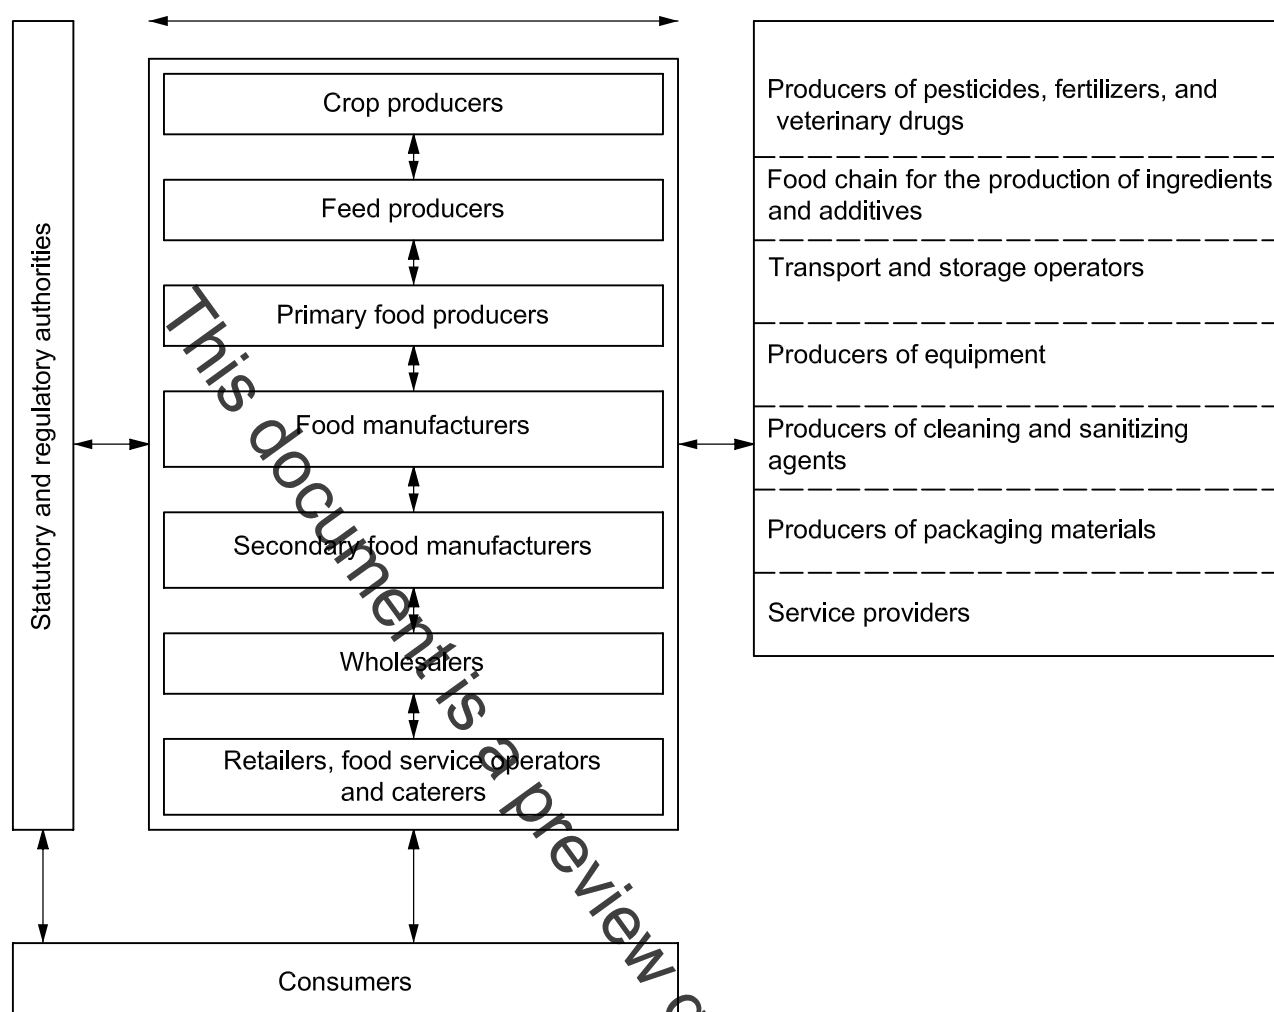 Statutory and regulatory authorities
Crop producers
Feed producers
Primary food producers
Food manufacturers
Secondary food manufacturers
Wholesalers
Retailers, food service operators
and caterers
Producers of pesticides, fertilizers, and
veterinary drugs
Food chain for the production of ingredients
and additives
Transport and storage operators
Producers of equipment
Producers of cleaning and sanitizing
agents
Producers of packaging materials
Service providers
Consumers
This document is a preview